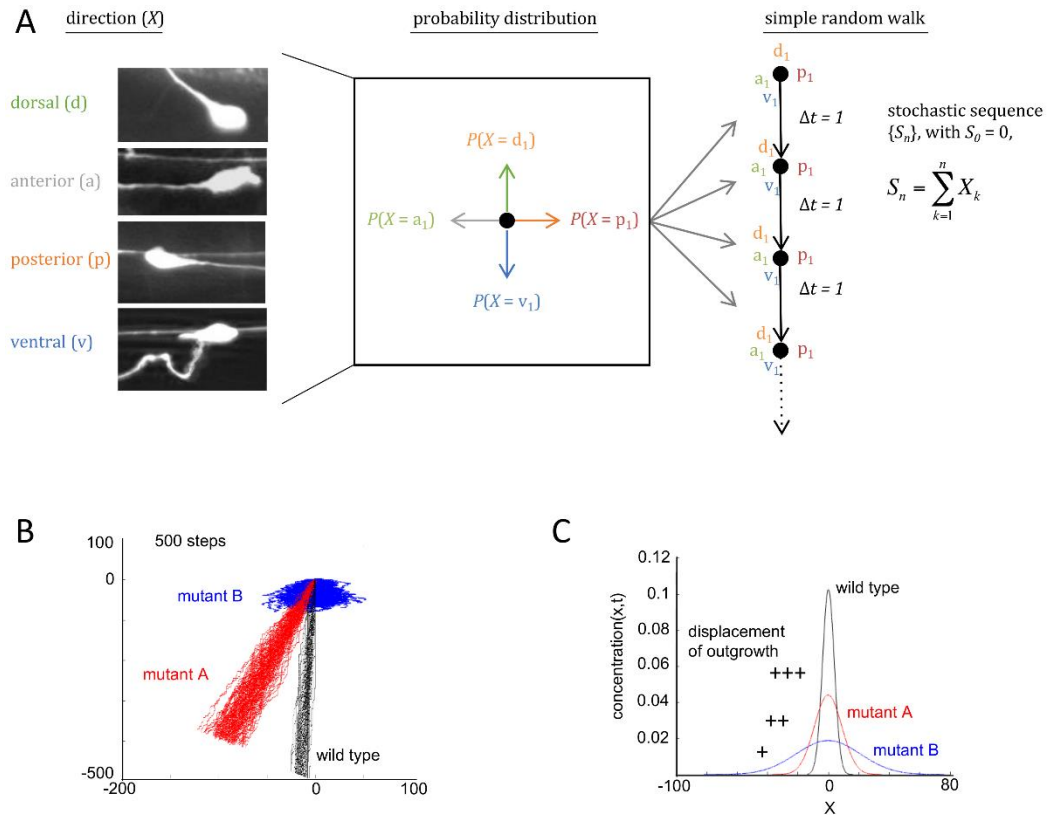 A
direction (X)
probability distribution
simple random walk
dorsal (d)
anterior (a)
posterior (p)
ventral (v)
P(X = d₁)
P(X = a₁)
P(X = p₁)
P(X = v₁)
d₁
a₁ p₁
v₁
Δt = 1
d₁
a₁ p₁
v₁
Δt = 1
d₁
a₁ p₁
v₁
Δt = 1
d₁
a₁ p₁
v₁
stochastic sequence
{Sₙ}, with S₀ = 0,
Sₙ = ∑ Xₖ
n
k=1
B
100
500 steps
0
mutant B
mutant A
wild type
-500
-200
0
100
C
0.12
0.1
0.08
0.06
0.04
0.02
concentration(x,t)
wild type
displacement
of outgrowth
+++
++
+
mutant A
mutant B
-100
0
80
X